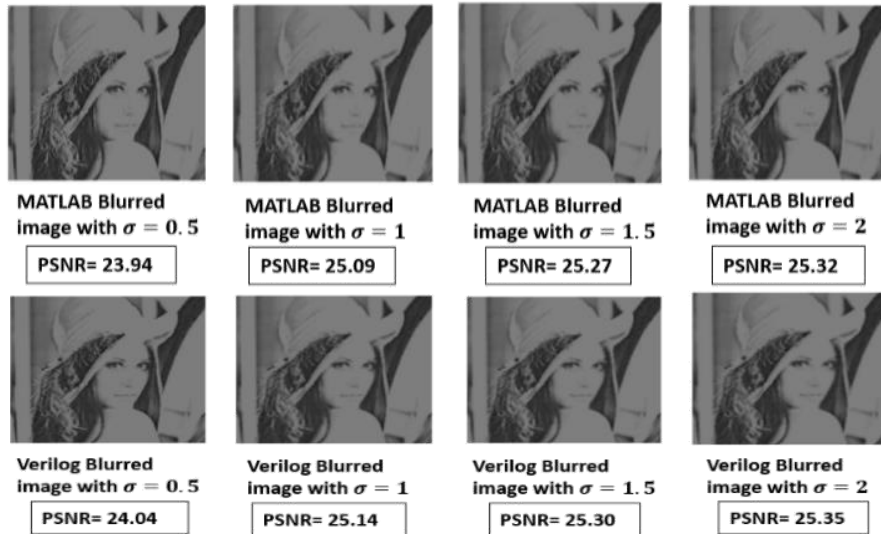 MATLAB Blurred
image with σ = 0.5
PSNR= 23.94
MATLAB Blurred
image with σ = 1
PSNR= 25.09
MATLAB Blurred
image with σ = 1.5
PSNR= 25.27
MATLAB Blurred
image with σ = 2
PSNR= 25.32
Verilog Blurred
image with σ = 0.5
PSNR= 24.04
Verilog Blurred
image with σ = 1
PSNR= 25.14
Verilog Blurred
image with σ = 1.5
PSNR= 25.30
Verilog Blurred
image with σ = 2
PSNR= 25.35